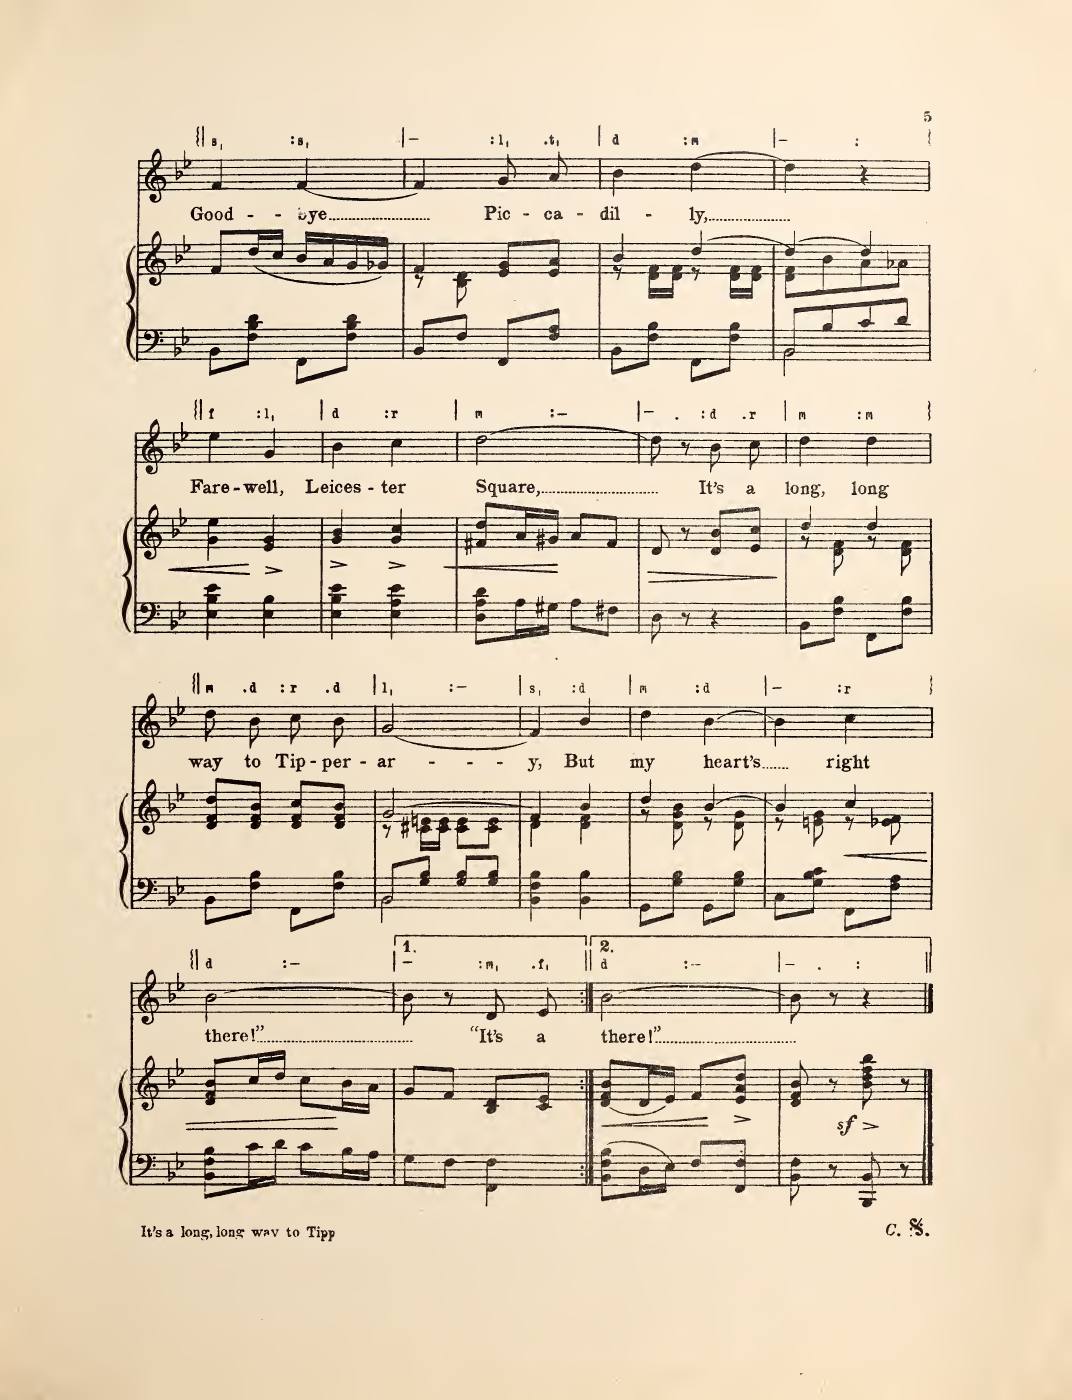 5
{|| s, :s, |– :l, .t, | d :m |– : {
Good - - bye........................ Pic - ca - dil - ly,....................
{|| f :l, | d :r | m :– |– . :d .r | m :m {
Fare - well, Leices - ter Square,............................ It's a long, long
{|| m .d :r .d | l, :– | s, :d | m :d |– :r {
way to Tip - per - ar - - - y, But my heart's....... right
1. 2.
{|| d :– |– :m, .f, || d :– |– . : ||
there!”..................................... “It's a there!”..................................
sf
It's a long, long way to Tipp
C. & S.